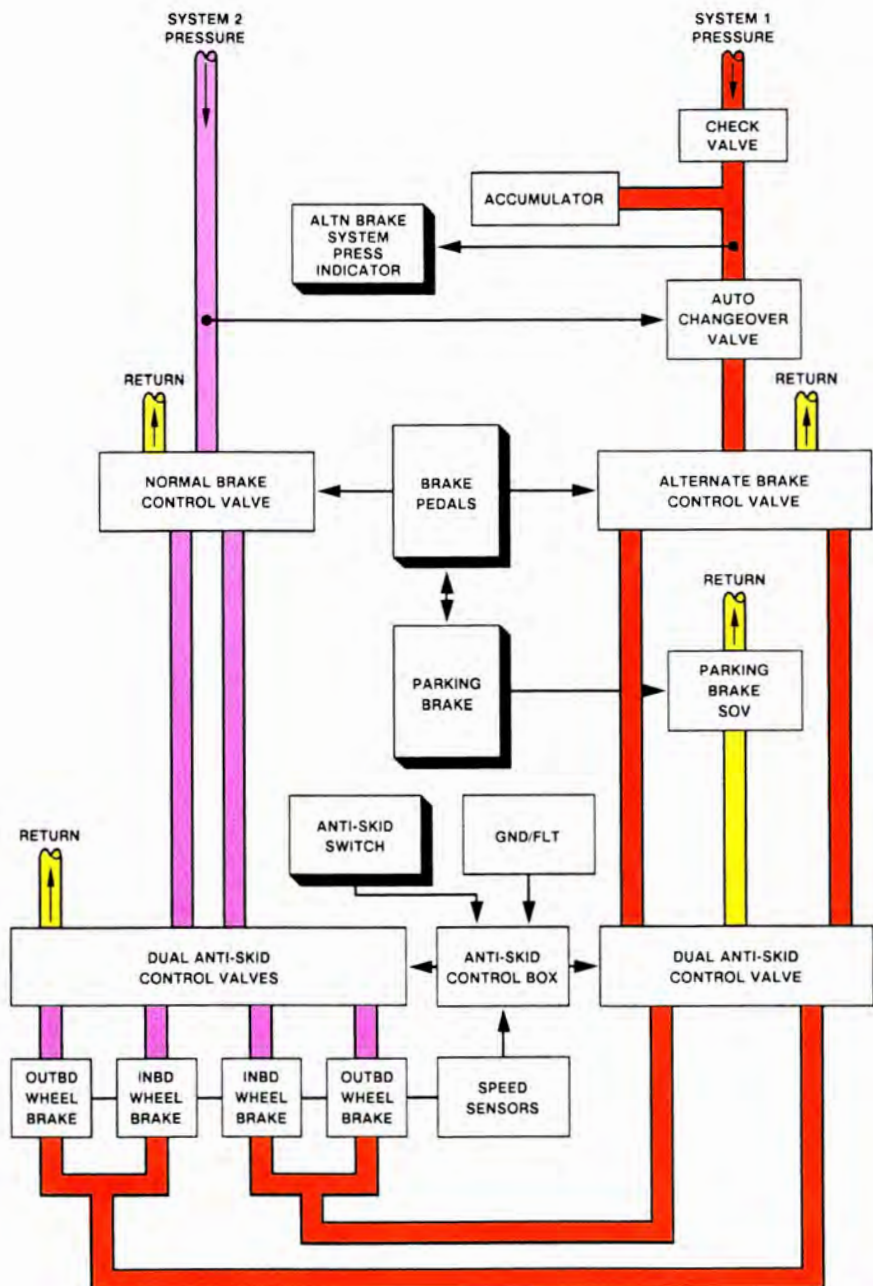 SYSTEM 2
PRESSURE
SYSTEM 1
PRESSURE
CHECK
VALVE
ACCUMULATOR
ALTN BRAKE
SYSTEM
PRESS
INDICATOR
AUTO
CHANGEOVER
VALVE
RETURN
RETURN
NORMAL BRAKE
CONTROL VALVE
BRAKE
PEDALS
ALTERNATE BRAKE
CONTROL VALVE
RETURN
PARKING
BRAKE
PARKING
BRAKE
SOV
ANTI-SKID
SWITCH
GND/FLT
RETURN
DUAL ANTI-SKID
CONTROL VALVES
ANTI-SKID
CONTROL BOX
DUAL ANTI-SKID
CONTROL VALVE
OUTBD
WHEEL
BRAKE
INBD
WHEEL
BRAKE
INBD
WHEEL
BRAKE
OUTBD
WHEEL
BRAKE
SPEED
SENSORS